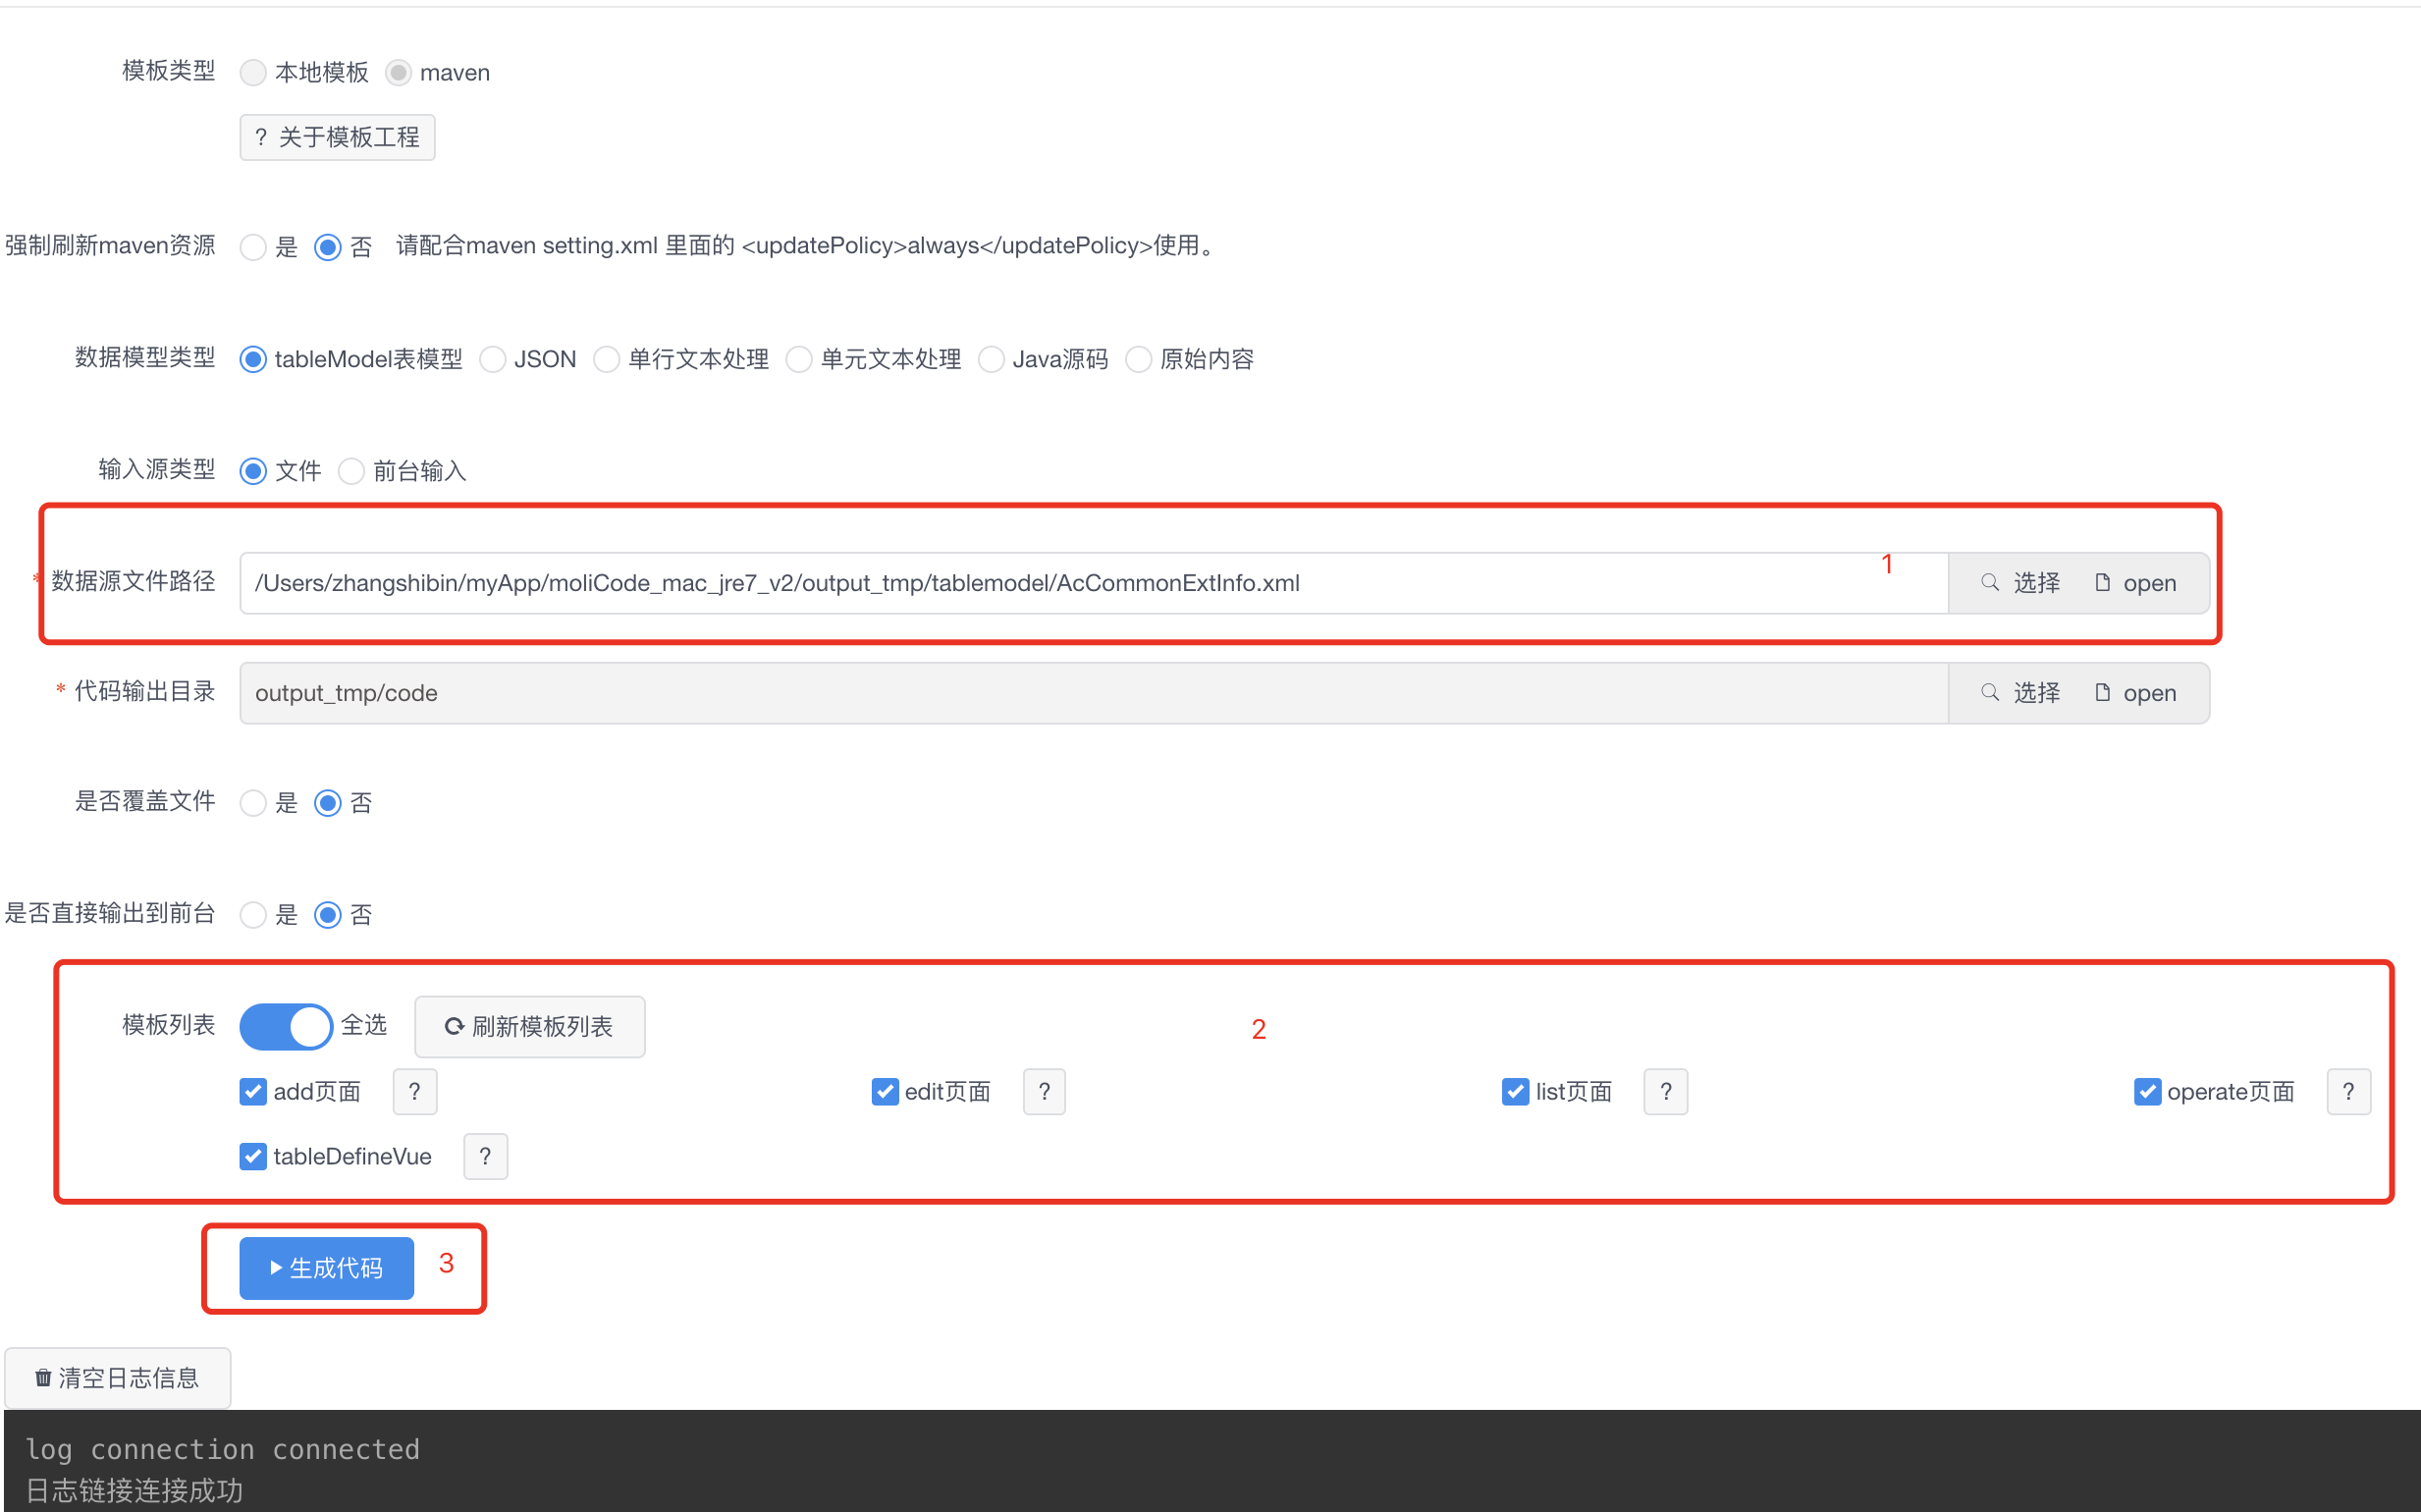 模板类型 本地模板 maven
? 关于模板工程
强制刷新maven资源 是 否 请配合maven setting.xml 里面的 <updatePolicy>always</updatePolicy>使用。
数据模型类型 tableModel表模型 JSON 单行文本处理 单元文本处理 Java源码 原始内容
输入源类型 文件 前台输入
1
* 数据源文件路径 /Users/zhangshibin/myApp/moliCode_mac_jre7_v2/output_tmp/tablemodel/AcCommonExtInfo.xml 选择 open
* 代码输出目录 output_tmp/code 选择 open
是否覆盖文件 是 否
是否直接输出到前台 是 否
模板列表 全选 刷新模板列表 2
add页面 ? edit页面 ? list页面 ? operate页面 ?
tableDefineVue ?
生成代码 3
清空日志信息
log connection connected
日志链接连接成功